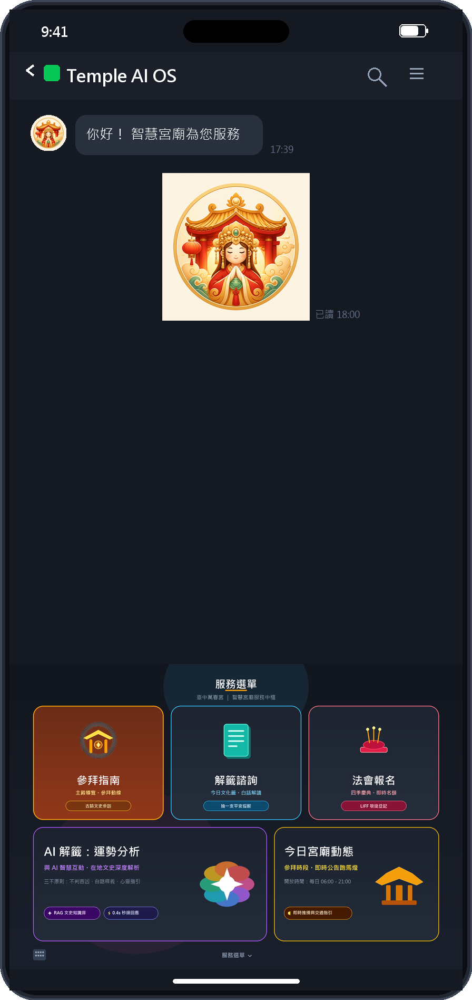 9:41
Temple AI OS
你好！ 智慧宮廟為您服務
17:39
已讀 18:00
服務選單
臺中萬春宮 ｜ 智慧宮廟服務中樞
參拜指南
主殿導覽・參拜動線
古蹟文史參訪
解籤諮詢
今日文化籤・白話解讀
抽一支平安提醒
法會報名
四季慶典・即時名額
LIFF 敏捷登記
AI 解籤：運勢分析
與 AI 智慧互動・在地文史深度解析
三不原則：不判吉凶・白話釋義・心靈指引
RAG 文史知識庫
0.4s 秒級回應
今日宮廟動態
參拜時段・即時公告跑馬燈
開放時間：每日 06:00 - 21:00
即時推播與交通指引
服務選單